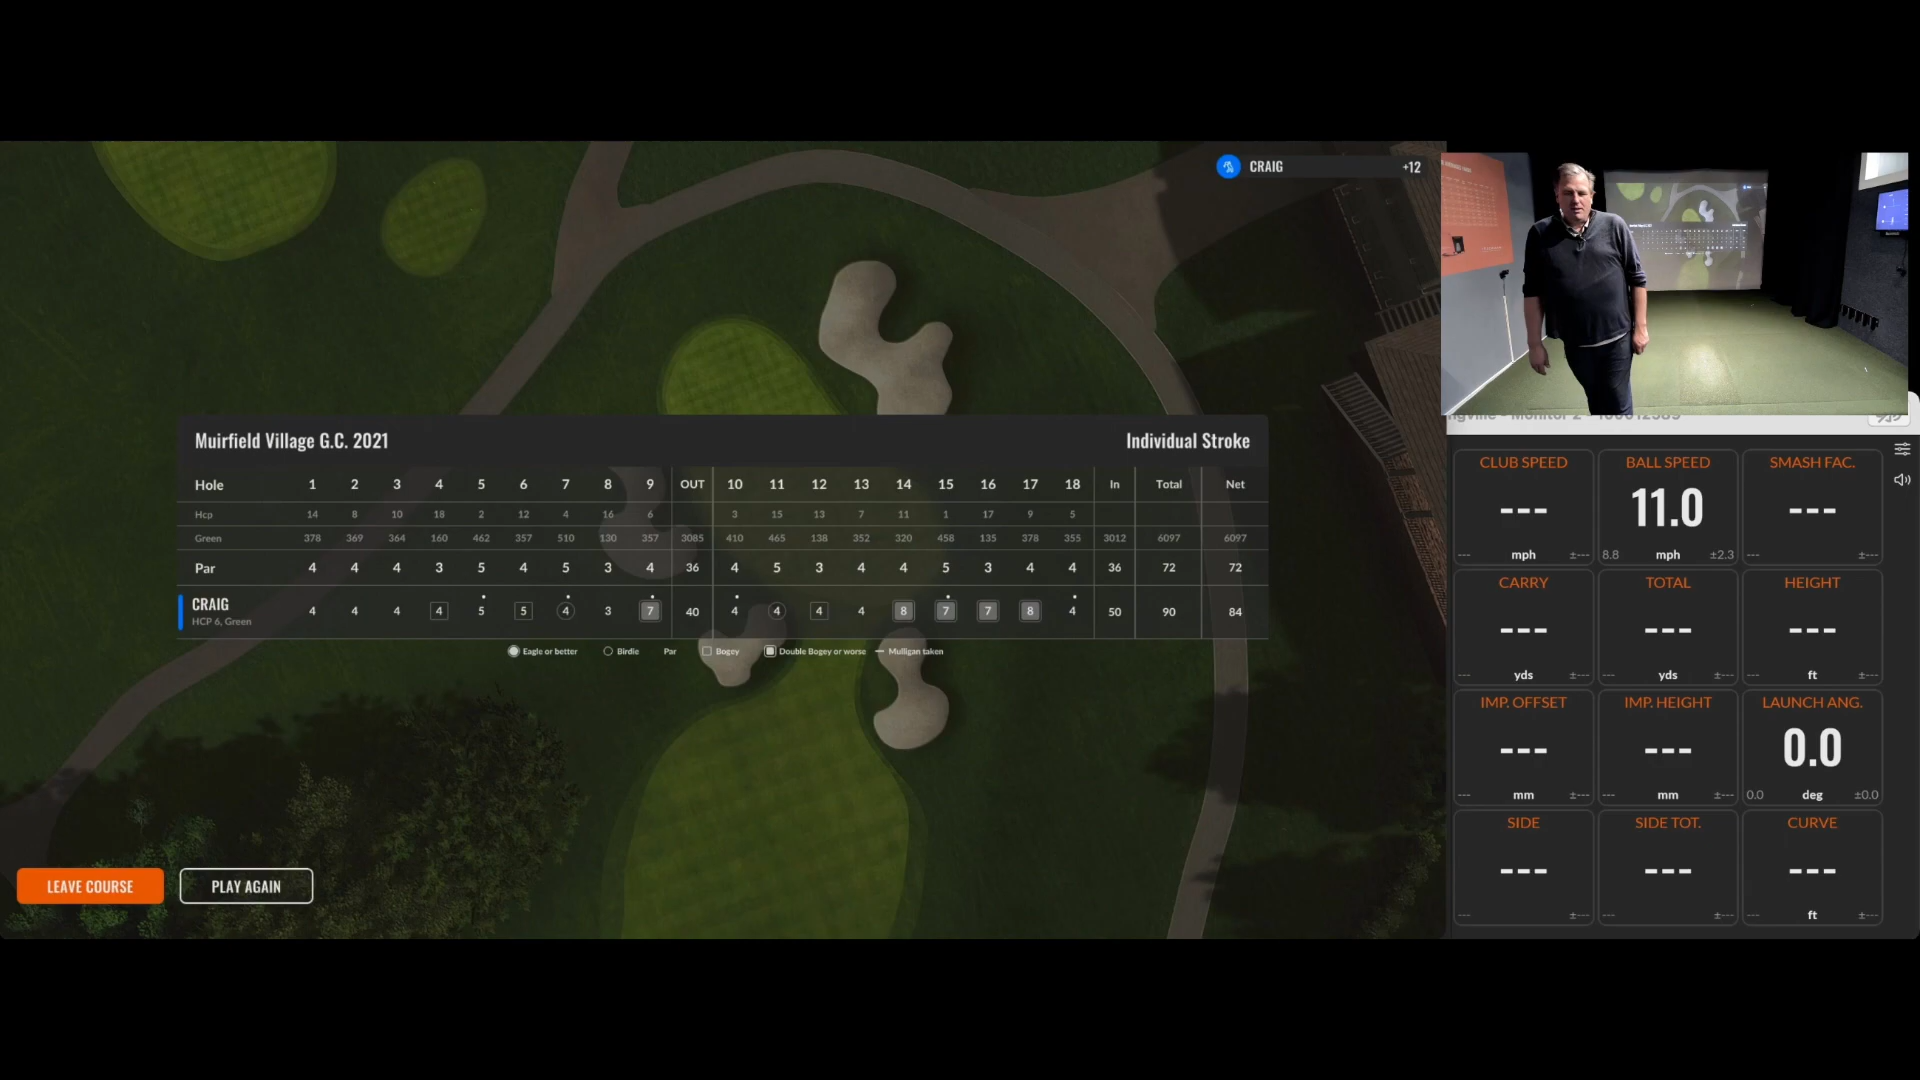 CRAIG +12
Muirfield Village G.C. 2021 Individual Stroke
Hole 1 2 3 4 5 6 7 8 9 OUT 10 11 12 13 14 15 16 17 18 In Total Net
Hcp 14 8 10 18 2 12 4 16 6 3 15 13 7 11 1 17 9 5
Green 378 369 364 160 462 357 510 130 357 3085 410 465 138 352 320 458 135 378 355 3012 6097 6097
Par 4 4 4 3 5 4 5 3 4 36 4 5 3 4 4 5 3 4 4 36 72 72
CRAIG 4 4 4 4 5 5 4 3 7 40 4 4 4 4 8 7 7 8 4 50 90 84
HCP 6, Green
Eagle or better Birdie Par Bogey Double Bogey or worse Mulligan taken
LEAVE COURSE PLAY AGAIN
CLUB SPEED BALL SPEED SMASH FAC.
--- 11.0 ---
--- mph ±--- 8.8 mph ±2.3 --- ±---
CARRY TOTAL HEIGHT
--- --- ---
--- yds ±--- --- yds ±--- --- ft ±---
IMP. OFFSET IMP. HEIGHT LAUNCH ANG.
--- --- 0.0
--- mm ±--- --- mm ±--- 0.0 deg ±0.0
SIDE SIDE TOT. CURVE
--- --- ---
--- ±--- --- ±--- --- ft ±---